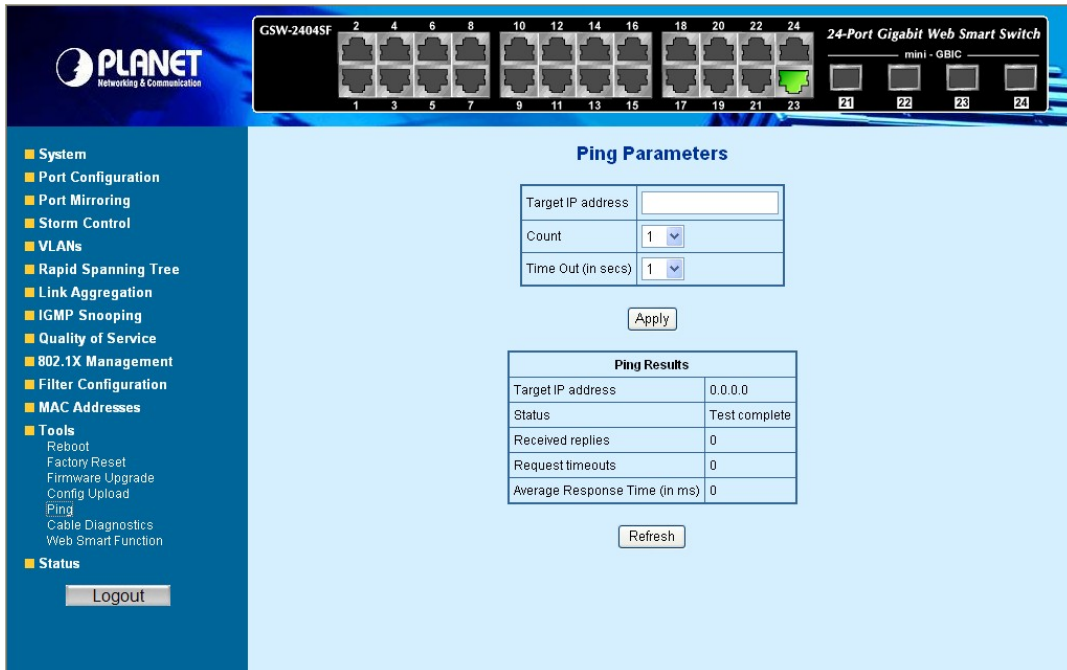 PLANET
Networking & Communication
GSW-2404SF
2 4 6 8 10 12 14 16 18 20 22 24
1 3 5 7 9 11 13 15 17 19 21 23
24-Port Gigabit Web Smart Switch
mini - GBIC
21 22 23 24
System
Port Configuration
Port Mirroring
Storm Control
VLANs
Rapid Spanning Tree
Link Aggregation
IGMP Snooping
Quality of Service
802.1X Management
Filter Configuration
MAC Addresses
Tools
Reboot
Factory Reset
Firmware Upgrade
Config Upload
Ping
Cable Diagnostics
Web Smart Function
Status
Logout
Ping Parameters
Target IP address
Count 1
Time Out (in secs) 1
Apply
Ping Results
Target IP address 0.0.0.0
Status Test complete
Received replies 0
Request timeouts 0
Average Response Time (in ms) 0
Refresh